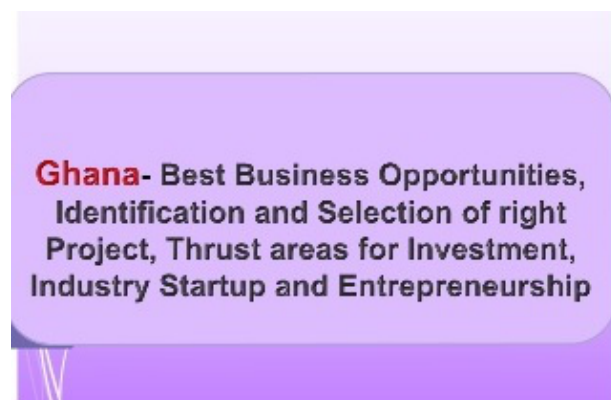 Ghana- Best Business Opportunities,
Identification and Selection of right
Project, Thrust areas for Investment,
Industry Startup and Entrepreneurship